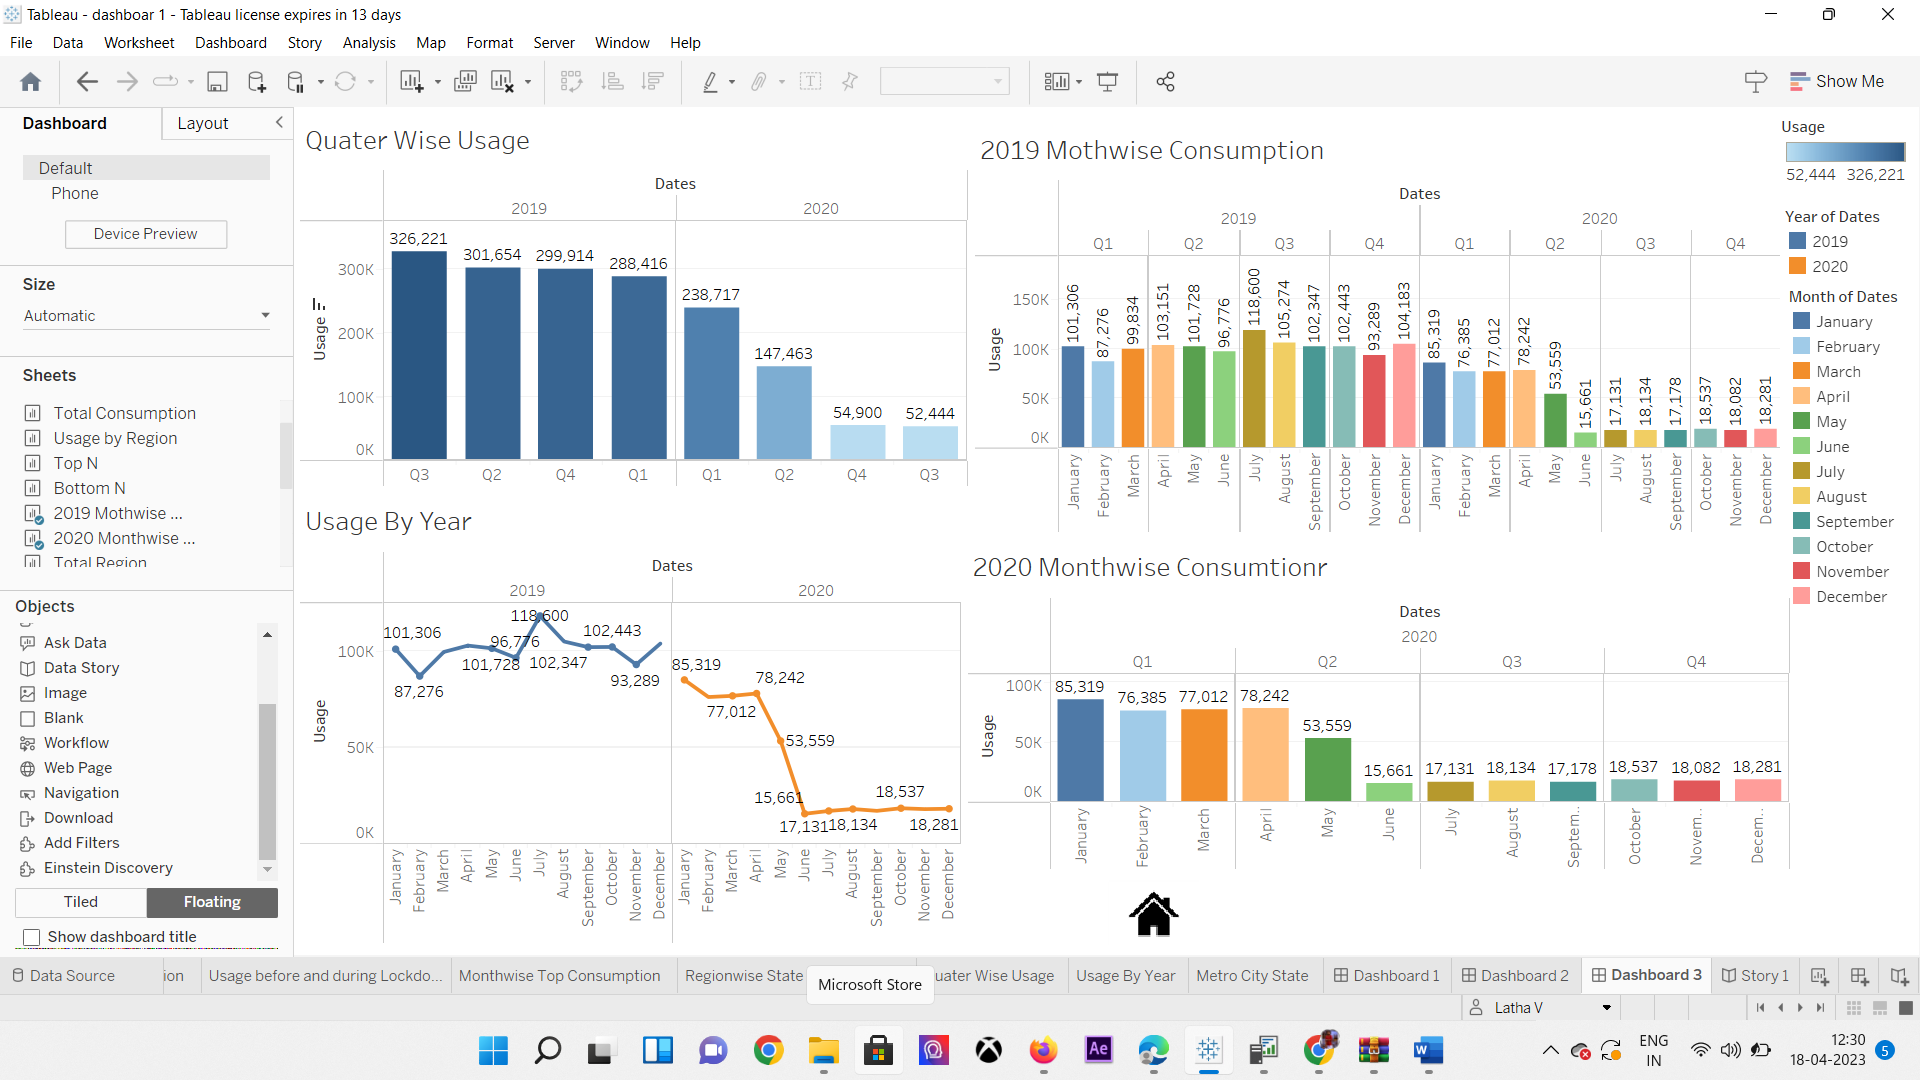 Tableau - dashboar 1 - Tableau license expires in 13 days
File Data Worksheet Dashboard Story Analysis Map Format Server Window Help
Show Me
Dashboard Layout
Default
Phone
Device Preview
Size
Automatic
Sheets
Total Consumption
Usage by Region
Top N
Bottom N
2019 Mothwise ...
2020 Monthwise ...
Total Region
Objects
Ask Data
Data Story
Image
Blank
Workflow
Web Page
Navigation
Download
Add Filters
Einstein Discovery
Tiled Floating
Show dashboard title
Quater Wise Usage
Dates
2019 2020
Usage
300K
200K
100K
0K
326,221 301,654 299,914 288,416 238,717 147,463 54,900 52,444
Q3 Q2 Q4 Q1 Q1 Q2 Q4 Q3
2019 Mothwise Consumption
Dates
2019 2020
Q1 Q2 Q3 Q4 Q1 Q2 Q3 Q4
Usage
150K
100K
50K
0K
101,306 87,276 99,834 103,151 101,728 96,776 118,600 105,274 102,347 102,443 93,289 104,183 85,319 76,385 77,012 78,242 53,559 15,661 17,131 18,134 17,178 18,537 18,082 18,281
January February March April May June July August September October November December January February March April May June July August September October November December
Usage
52,444 326,221
Year of Dates
2019
2020
Month of Dates
January
February
March
April
May
June
July
August
September
October
November
December
Usage By Year
Dates
2019 2020
Usage
100K
50K
0K
101,306 87,276 101,728 96,776 118,600 102,347 102,443 93,289
85,319 77,012 78,242 53,559 15,661 17,131 18,134 18,537 18,281
January February March April May June July August September October November December January February March April May June July August September October November December
2020 Monthwise Consumtionr
Dates
2020
Q1 Q2 Q3 Q4
Usage
100K
50K
0K
85,319 76,385 77,012 78,242 53,559 15,661 17,131 18,134 17,178 18,537 18,082 18,281
January February March April May June July August Septem.. October Novem.. Decem..
Data Source ion Usage before and during Lockdo... Monthwise Top Consumption Regionwise State uater Wise Usage Usage By Year Metro City State Dashboard 1 Dashboard 2 Dashboard 3 Story 1
Microsoft Store
Latha V
Ae
W
ENG
IN
12:30
18-04-2023
5